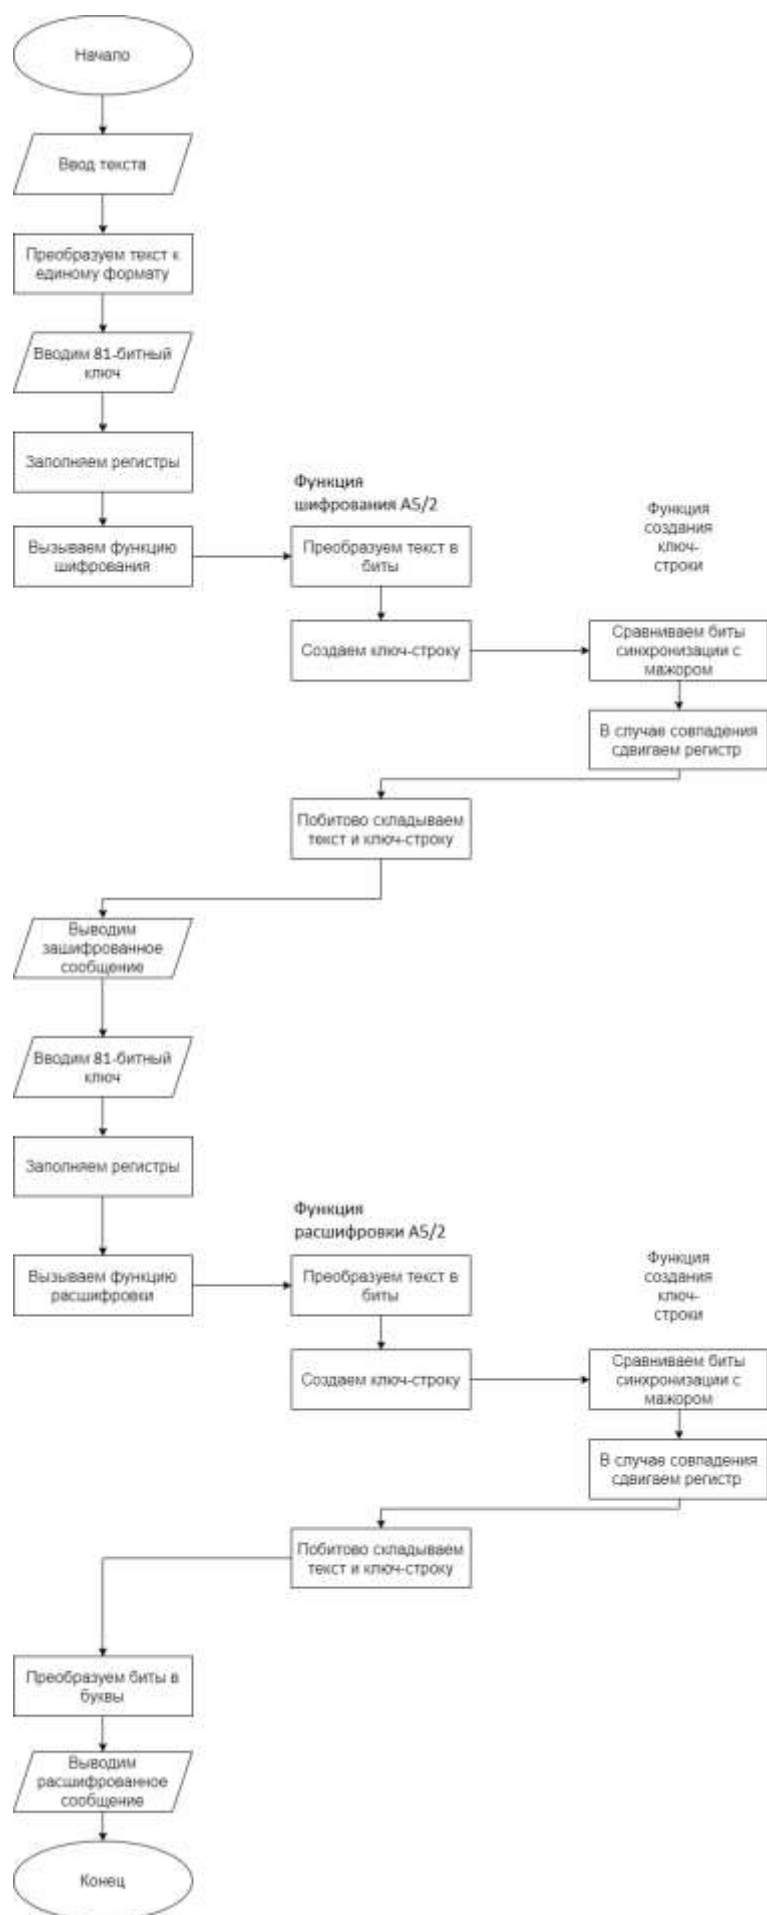 Начало
Ввод текста
Преобразуем текст к
единому формату
Вводим 81-битный
ключ
Заполняем регистры
Вызываем функцию
шифрования
Функция
шифрования А5/2
Преобразуем текст в
биты
Создаем ключ-строку
Функция
создания
ключ-
строки
Сравниваем биты
синхронизации с
мажором
В случае совпадения
сдвигаем регистр
Побитово складываем
текст и ключ-строку
Выводим
зашифрованное
сообщение
Вводим 81-битный
ключ
Заполняем регистры
Вызываем функцию
расшифровки
Функция
расшифровки А5/2
Преобразуем текст в
биты
Создаем ключ-строку
Функция
создания
ключ-
строки
Сравниваем биты
синхронизации с
мажором
В случае совпадения
сдвигаем регистр
Побитово складываем
текст и ключ-строку
Преобразуем биты в
буквы
Выводим
расшифрованное
сообщение
Конец